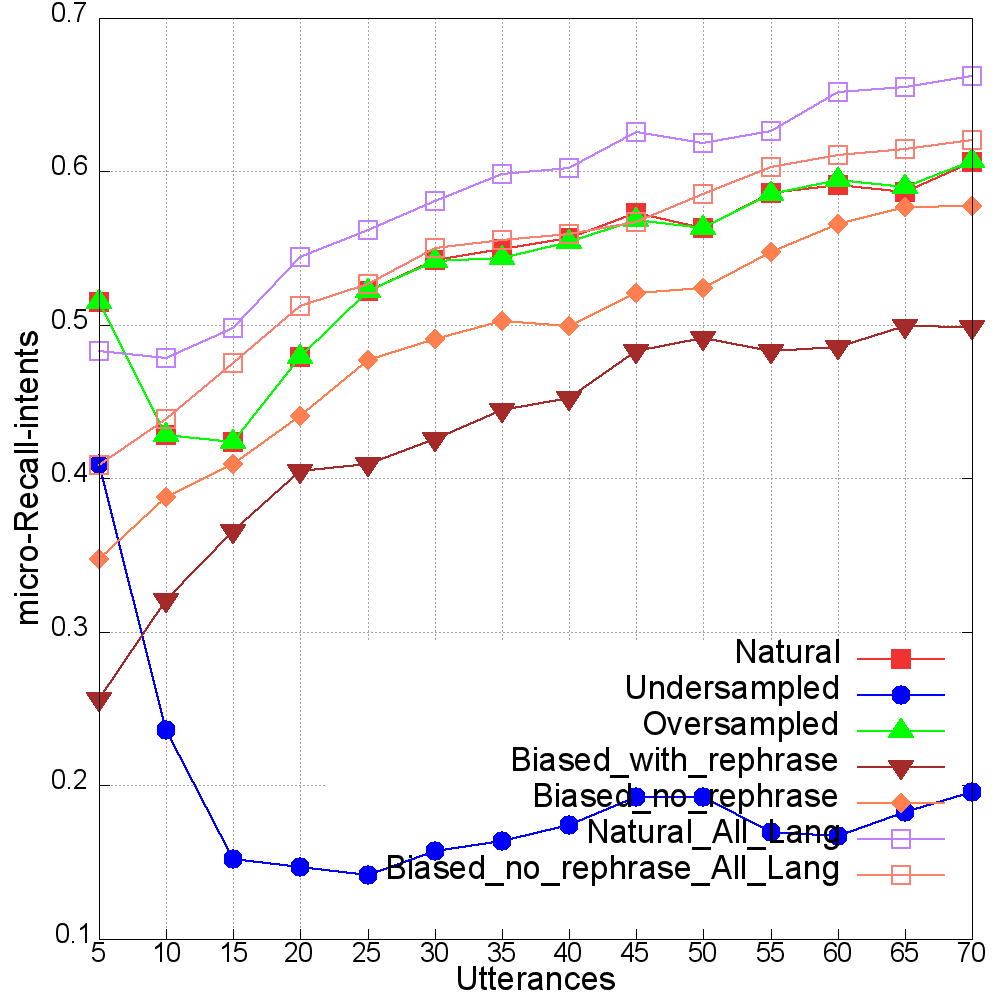 0.7
0.6
0.5
0.4
0.3
0.2
0.1
micro-Recall-intents
Natural
Undersampled
Oversampled
Biased_with_rephrase
Biased_no_rephrase
Natural_All_Lang
Biased_no_rephrase_All_Lang
5 10 15 20 25 30 35 40 45 50 55 60 65 70
Utterances